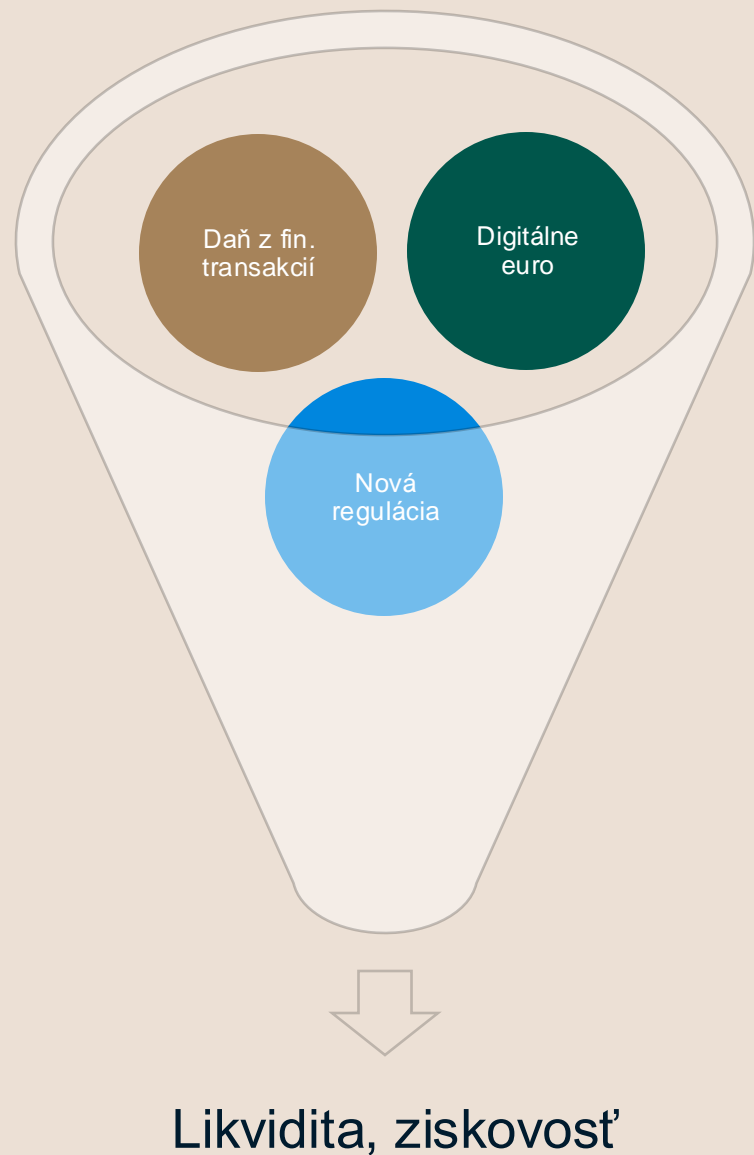 Daň z fin.
transakcií
Digitálne
euro
Nová
regulácia
Likvidita, ziskovosť